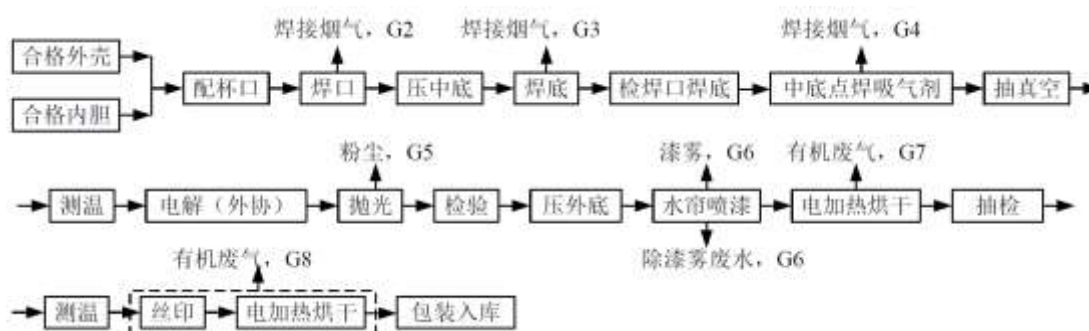 焊接烟气，G2 焊接烟气，G3 焊接烟气，G4
合格外壳
配杯口 焊口 压中底 焊底 检焊口焊底 中底点焊吸气剂 抽真空
合格内胆
粉尘，G5 漆雾，G6 有机废气，G7
测温 电解（外协） 抛光 检验 压外底 水帘喷漆 电加热烘干 抽检
有机废气，G8 除漆雾废水，G6
测温 丝印 电加热烘干 包装入库